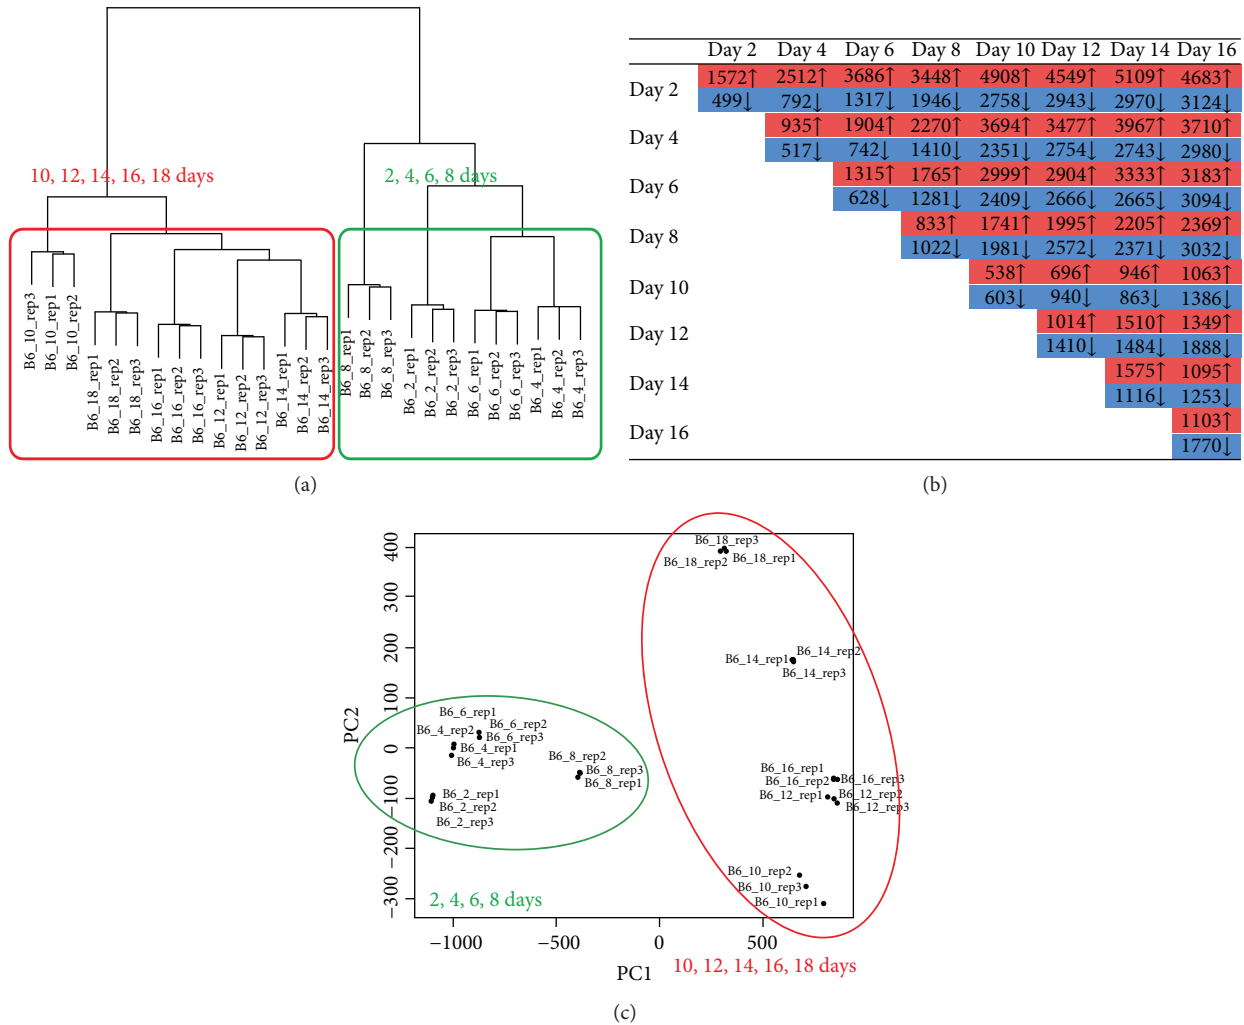 10, 12, 14, 16, 18 days
2, 4, 6, 8 days
B6_10_rep3
B6_10_rep1
B6_10_rep2
B6_18_rep1
B6_18_rep2
B6_18_rep3
B6_16_rep1
B6_16_rep2
B6_16_rep3
B6_12_rep1
B6_12_rep2
B6_12_rep3
B6_14_rep1
B6_14_rep2
B6_14_rep3
B6_8_rep1
B6_8_rep2
B6_8_rep3
B6_2_rep1
B6_2_rep2
B6_2_rep3
B6_6_rep1
B6_6_rep2
B6_6_rep3
B6_4_rep1
B6_4_rep2
B6_4_rep3
(a)
Day 2 Day 4 Day 6 Day 8 Day 10 Day 12 Day 14 Day 16
Day 2
1572↑ 2512↑ 3686↑ 3448↑ 4908↑ 4549↑ 5109↑ 4683↑
499↓ 792↓ 1317↓ 1946↓ 2758↓ 2943↓ 2970↓ 3124↓
Day 4
935↑ 1904↑ 2270↑ 3694↑ 3477↑ 3967↑ 3710↑
517↓ 742↓ 1410↓ 2351↓ 2754↓ 2743↓ 2980↓
Day 6
1315↑ 1765↑ 2999↑ 2904↑ 3333↑ 3183↑
628↓ 1281↓ 2409↓ 2666↓ 2665↓ 3094↓
Day 8
833↑ 1741↑ 1995↑ 2205↑ 2369↑
1022↓ 1981↓ 2572↓ 2371↓ 3032↓
Day 10
538↑ 696↑ 946↑ 1063↑
603↓ 940↓ 863↓ 1386↓
Day 12
1014↑ 1510↑ 1349↑
1410↓ 1484↓ 1888↓
Day 14
1575↑ 1095↑
1116↓ 1253↓
Day 16
1103↑
1770↓
(b)
PC2
400
300
200
100
0
−100
−200
−300
B6_18_rep3
B6_18_rep2 B6_18_rep1
B6_14_rep1 B6_14_rep2
B6_14_rep3
B6_6_rep1
B6_4_rep2 B6_6_rep2
B6_6_rep3
B6_4_rep1
B6_4_rep3
B6_8_rep2
B6_8_rep3
B6_8_rep1
B6_2_rep1
B6_2_rep2
B6_2_rep3
B6_16_rep1
B6_16_rep2 B6_16_rep3
B6_12_rep1 B6_12_rep2
B6_12_rep3
B6_10_rep2
B6_10_rep3
B6_10_rep1
2, 4, 6, 8 days
−1000 −500 0 500
PC1
10, 12, 14, 16, 18 days
(c)